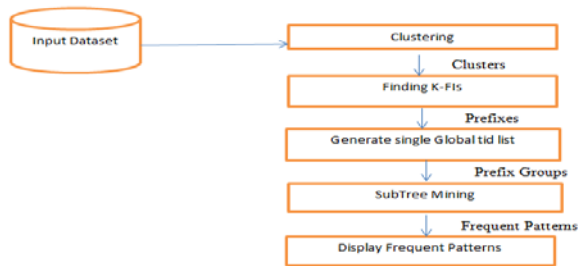 Input Dataset
Clustering
Clusters
Finding K-FIs
Prefixes
Generate single Global tid list
Prefix Groups
SubTree Mining
Frequent Patterns
Display Frequent Patterns